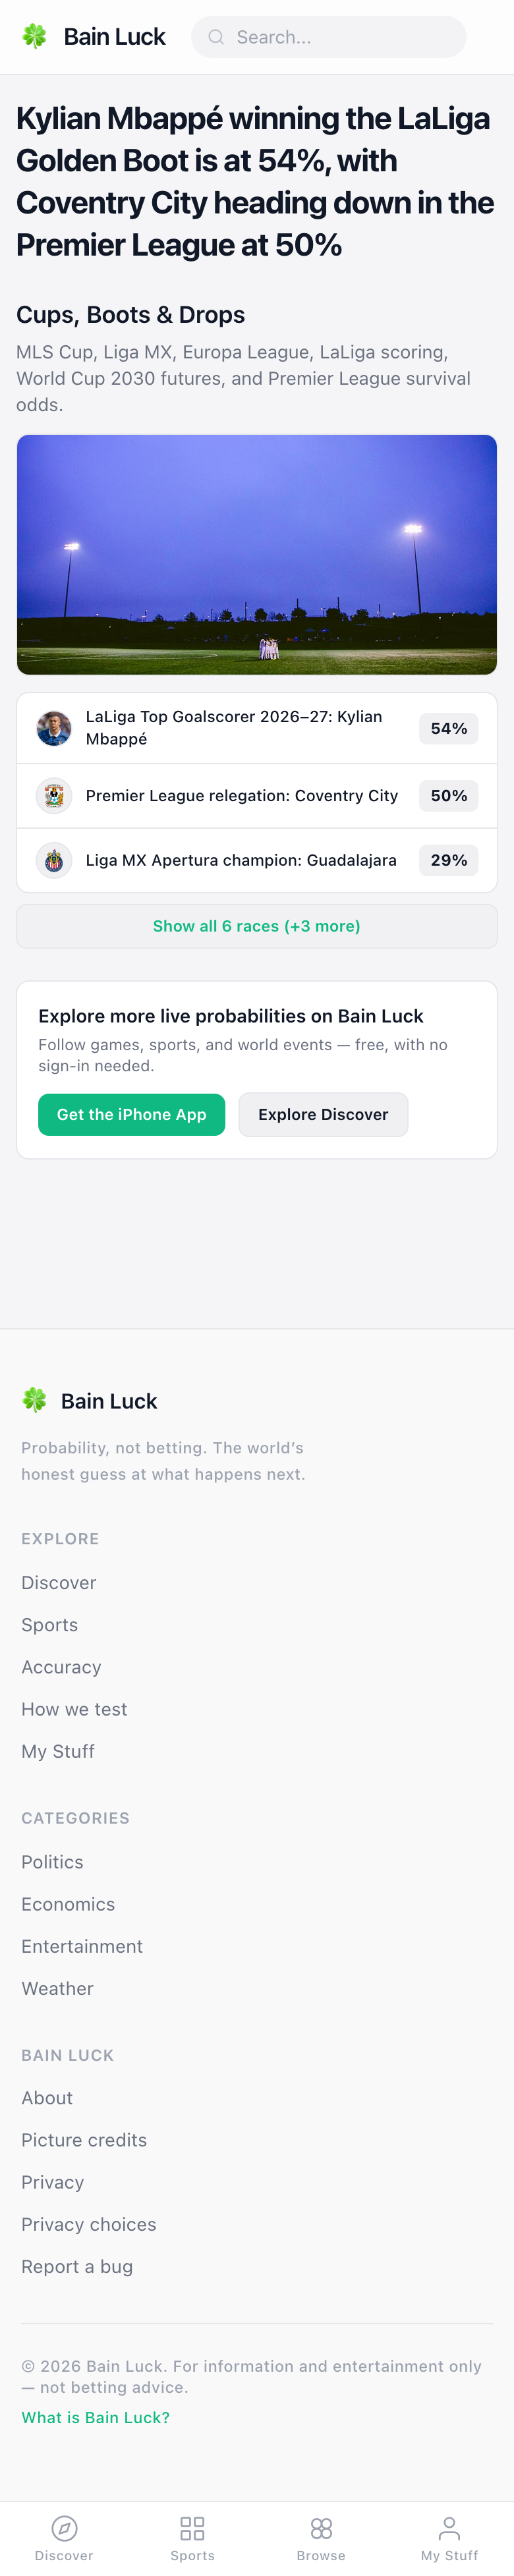 Bain Luck
Search...
Kylian Mbappé winning the LaLiga
Golden Boot is at 54%, with
Coventry City heading down in the
Premier League at 50%
Cups, Boots & Drops
MLS Cup, Liga MX, Europa League, LaLiga scoring,
World Cup 2030 futures, and Premier League survival
odds.
LaLiga Top Goalscorer 2026–27: Kylian
Mbappé
54%
Premier League relegation: Coventry City
50%
Liga MX Apertura champion: Guadalajara
29%
Show all 6 races (+3 more)
Explore more live probabilities on Bain Luck
Follow games, sports, and world events — free, with no
sign-in needed.
Get the iPhone App
Explore Discover
Bain Luck
Probability, not betting. The world’s
honest guess at what happens next.
EXPLORE
Discover
Sports
Accuracy
How we test
My Stuff
CATEGORIES
Politics
Economics
Entertainment
Weather
BAIN LUCK
About
Picture credits
Privacy
Privacy choices
Report a bug
© 2026 Bain Luck. For information and entertainment only
— not betting advice.
What is Bain Luck?
Discover
Sports
Browse
My Stuff